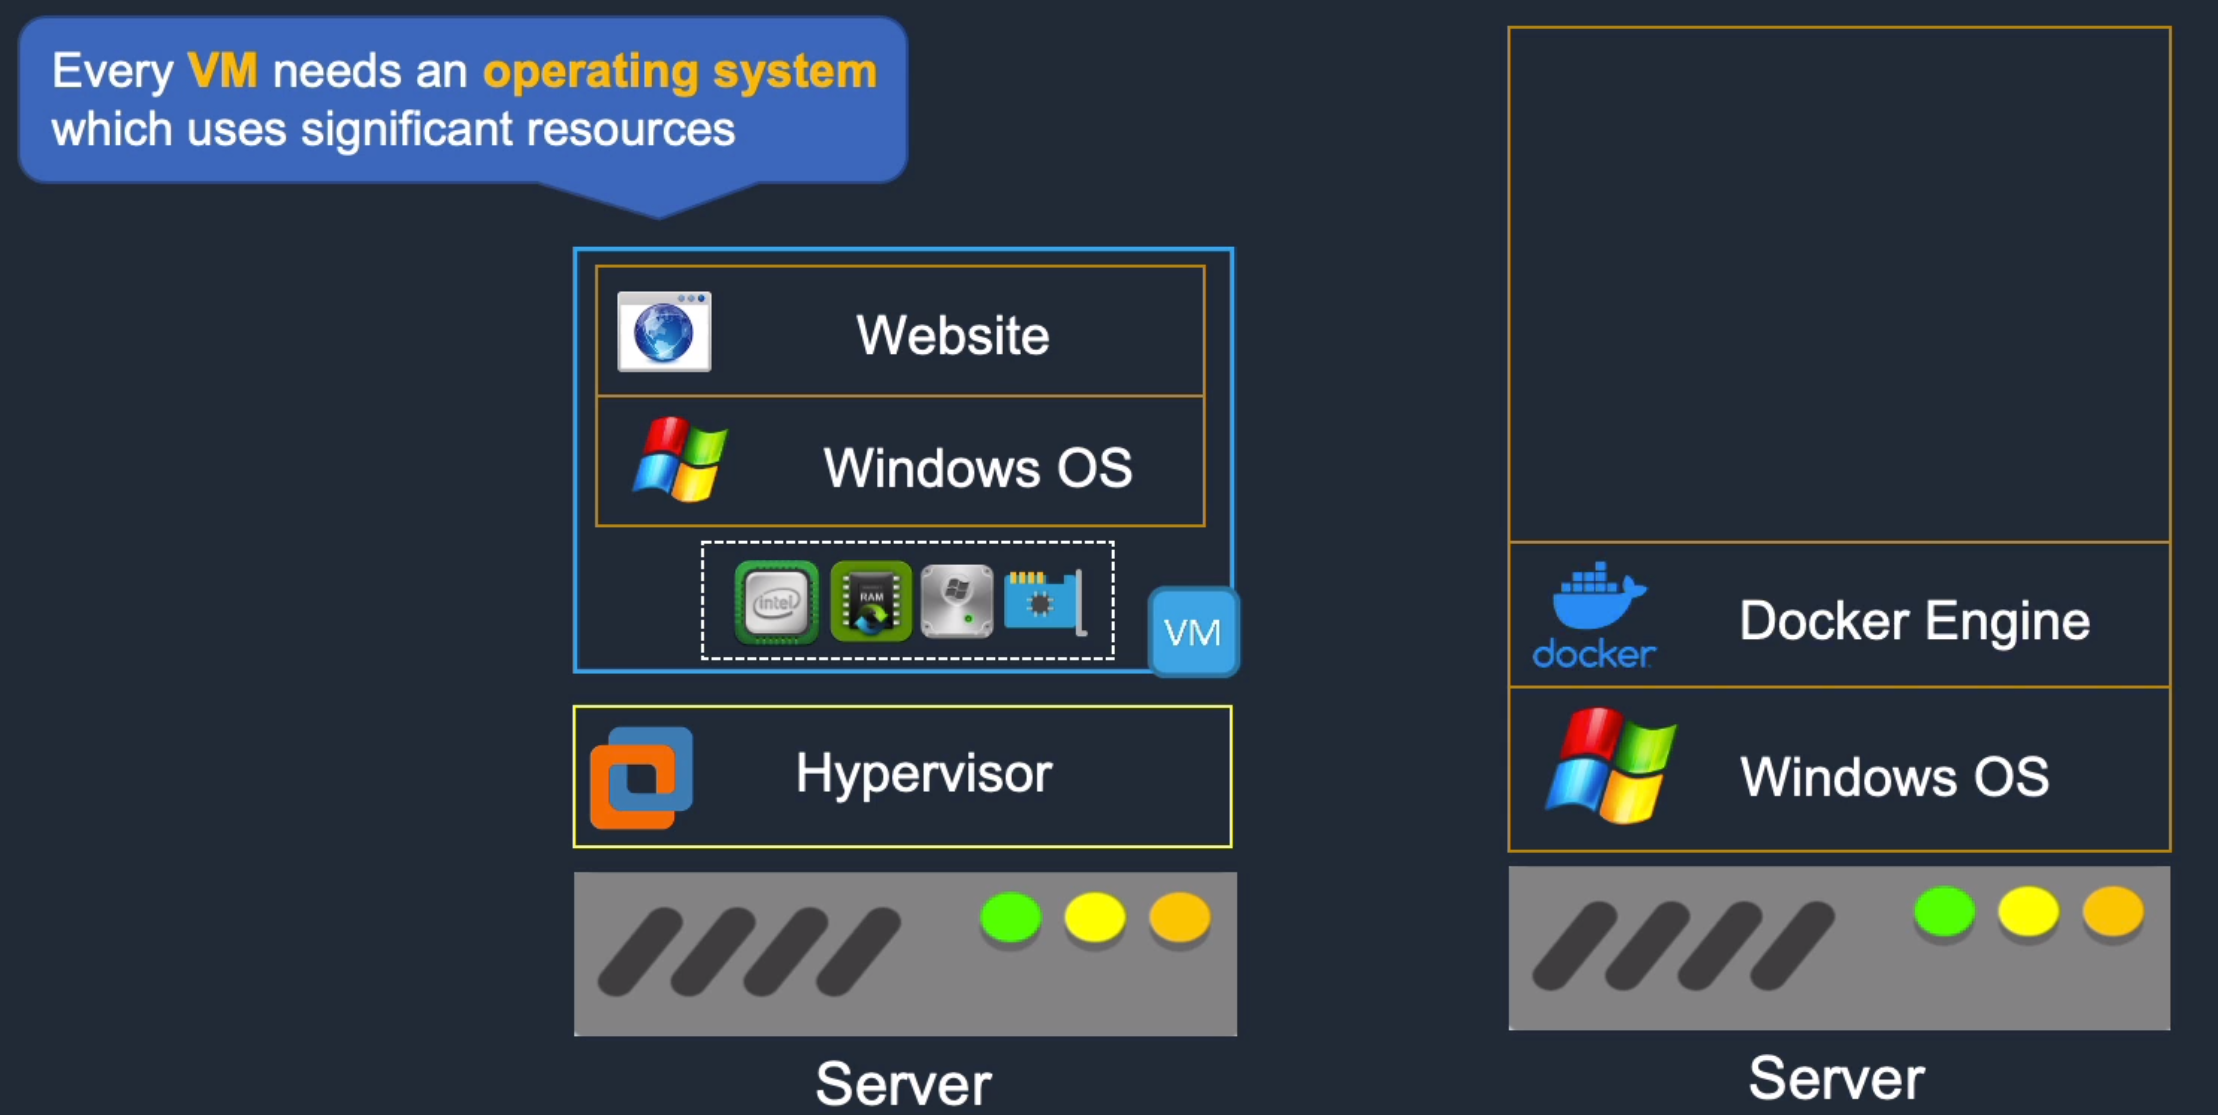 Every VM needs an operating system
which uses significant resources
Website
Windows OS
intel
RAM
VM
Hypervisor
Server
docker
Docker Engine
Windows OS
Server